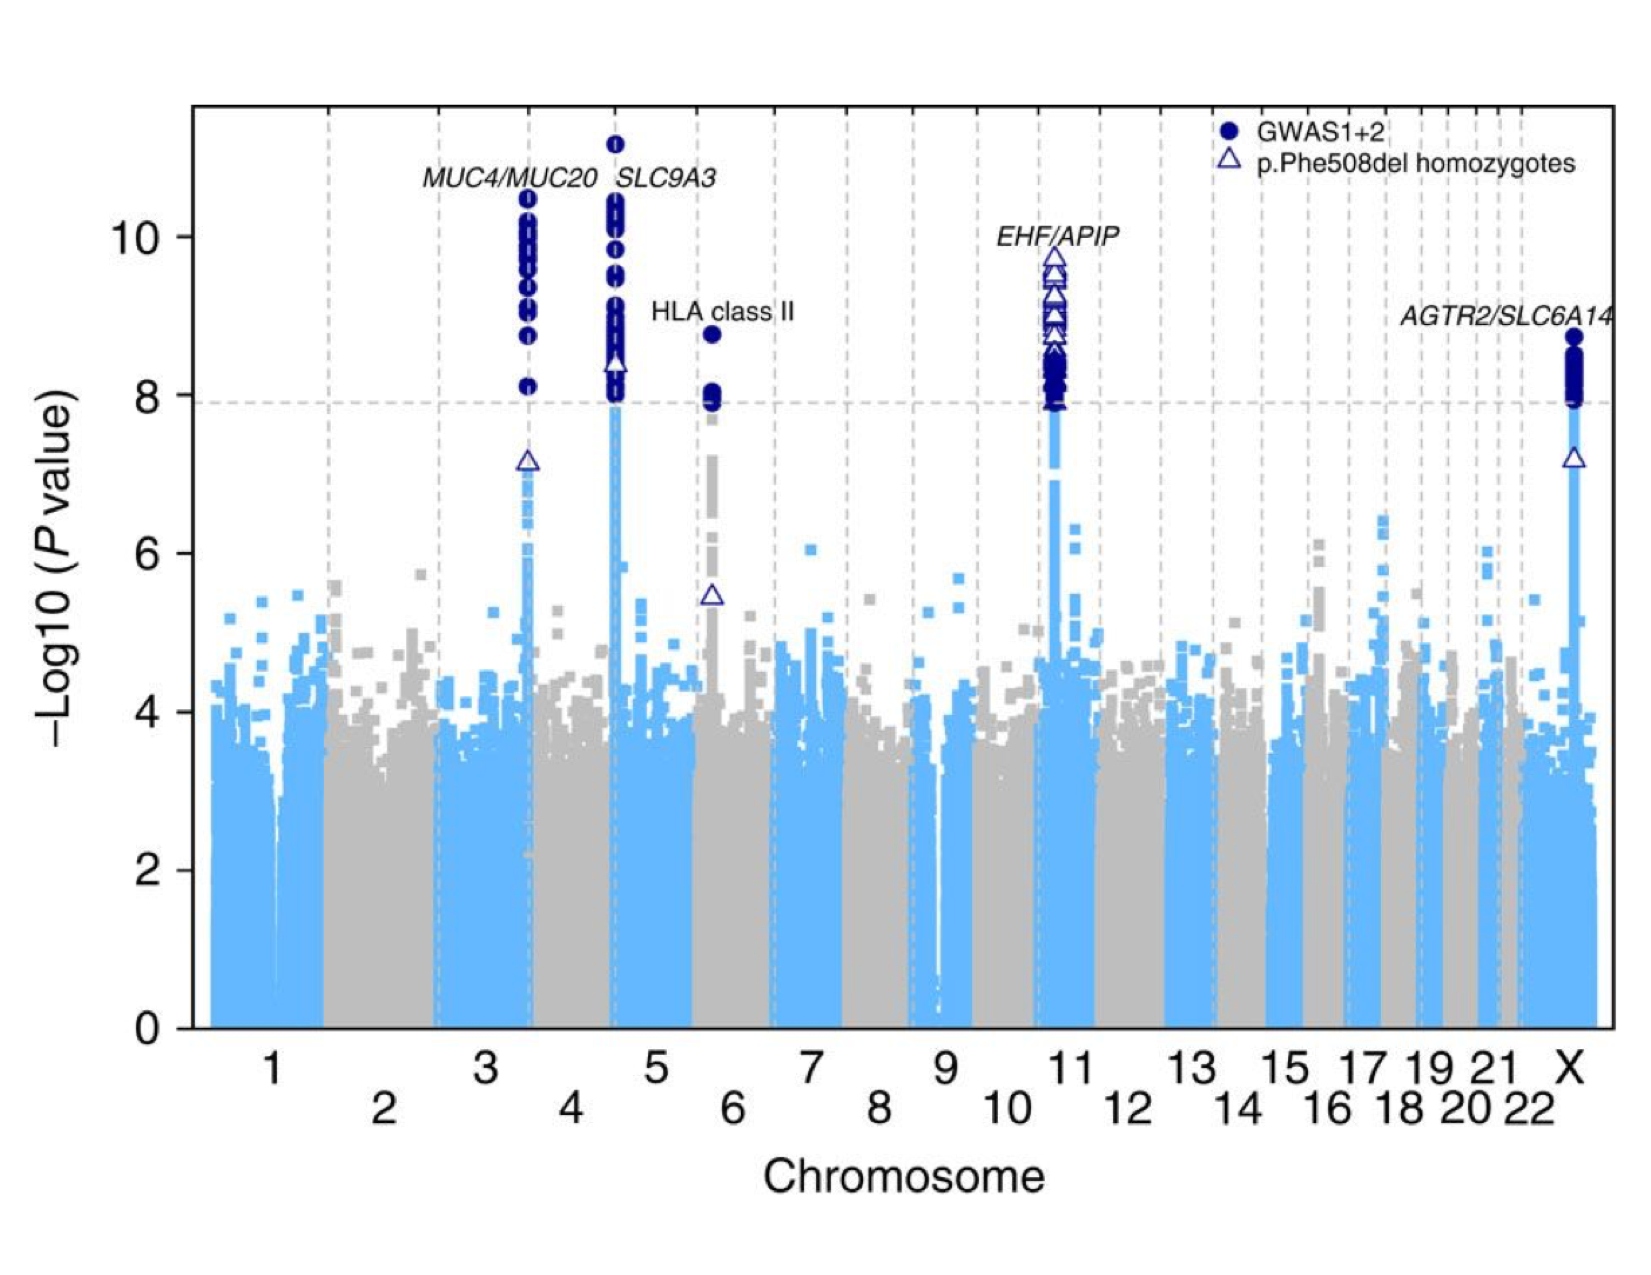 GWAS1+2
p.Phe508del homozygotes
MUC4/MUC20 SLC9A3
EHF/APIP
HLA class II
AGTR2/SLC6A14
–Log10 (P value)
10
8
6
4
2
0
1 3 5 7 9 11 13 15 17 19 21 X
2 4 6 8 10 12 14 16 18 20 22
Chromosome